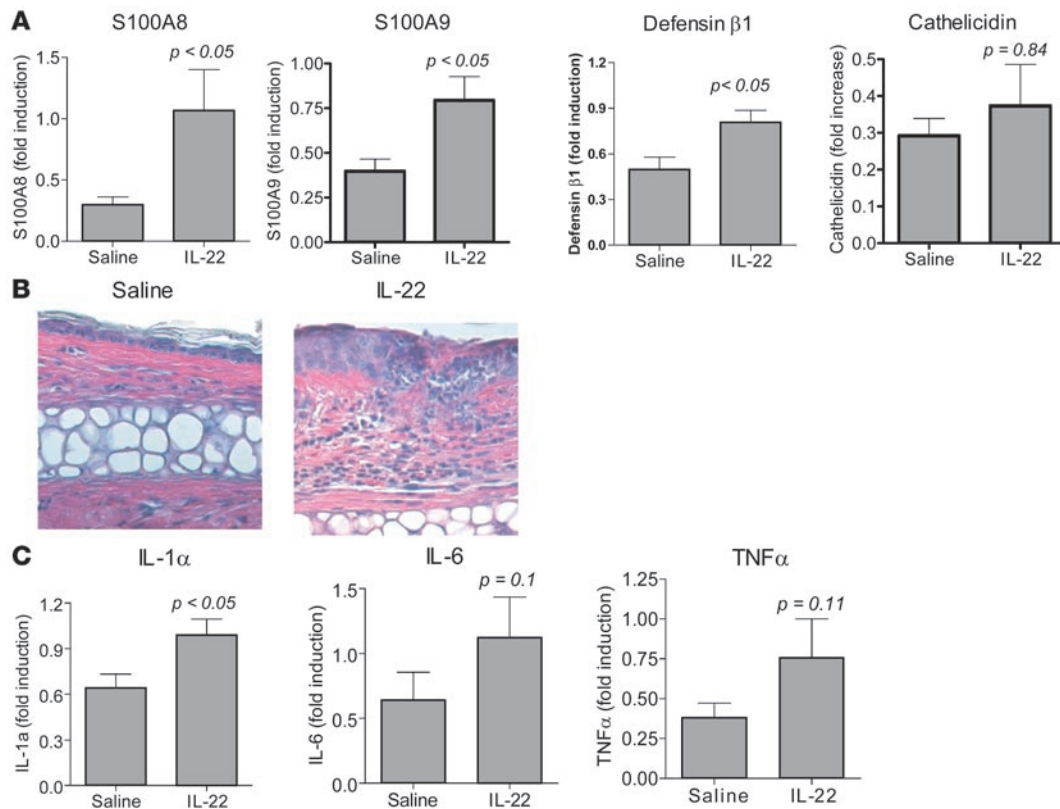 A
S100A8
S100A8 (fold induction)
1.5
1.0
0.5
0.0
p < 0.05
Saline
IL-22
S100A9
S100A9 (fold induction)
1.00
0.75
0.50
0.25
0.00
p < 0.05
Saline
IL-22
Defensin β1
Defensin β1 (fold induction)
1.2
0.9
0.6
0.3
0.0
p< 0.05
Saline
IL-22
Cathelicidin
Cathelicidin (fold increase)
0.5
0.4
0.3
0.2
0.1
0.0
p = 0.84
Saline
IL-22
B
Saline
IL-22
C
IL-1α
IL-1a (fold induction)
1.2
0.9
0.6
0.3
0.0
p < 0.05
Saline
IL-22
IL-6
IL-6 (fold induction)
1.5
1.0
0.5
0.0
p = 0.1
Saline
IL-22
TNFα
TNFα (fold induction)
1.25
1.00
0.75
0.50
0.25
0.00
p = 0.11
Saline
IL-22